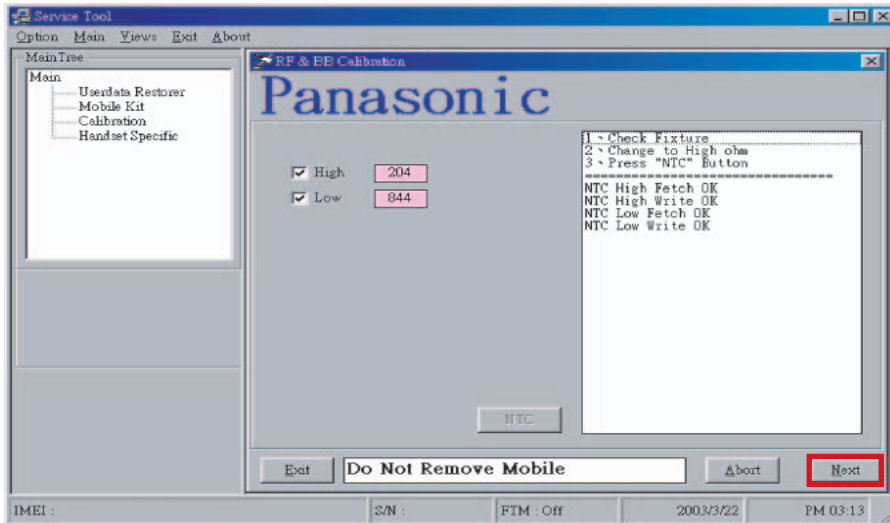 Service Tool
Option Main Views Exit About
MainTree
Main
Userdata Restorer
Mobile Kit
Calibration
Handset Specific
RF & BB Calibration
Panasonic
High 204
Low 844
1、Check Fixture
2、Change to High ohm
3、Press "NTC" Button
================================
NTC High Fetch OK
NTC High Write OK
NTC Low Fetch OK
NTC Low Write OK
NTC
Exit
Do Not Remove Mobile
Abort
Next
IMEI :
S/N :
FTM : Off
2003/3/22
PM 03:13